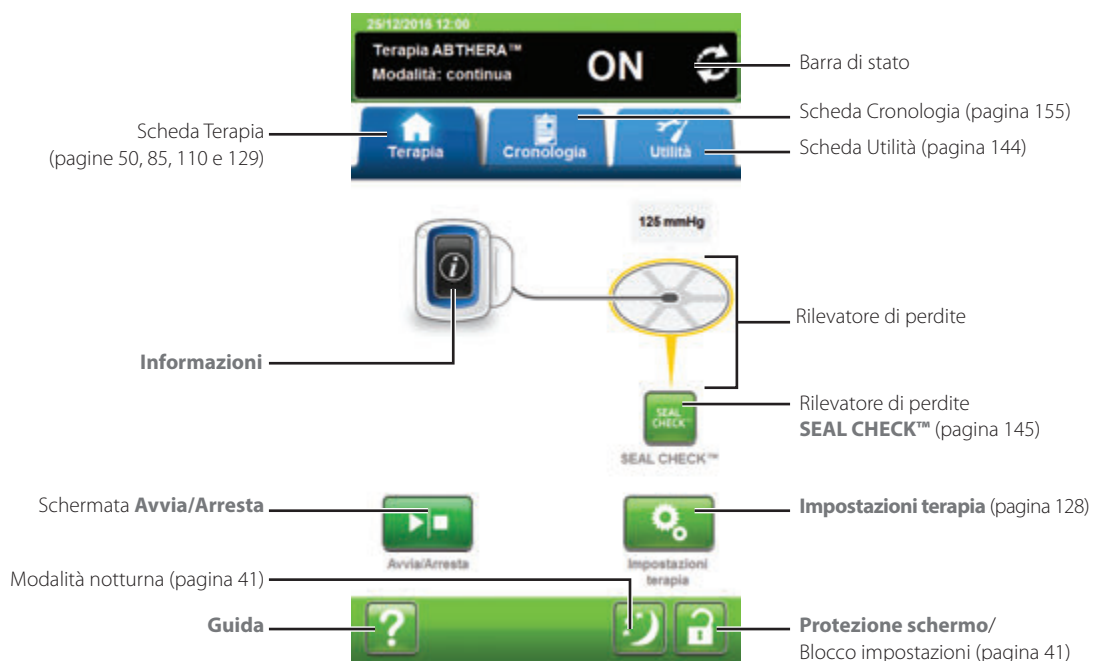 25/12/2016 12:00
Terapia ABTHERA™
Modalità: continua
ON
Barra di stato
Scheda Terapia
(pagine 50, 85, 110 e 129)
Terapia
Cronologia
Utilità
Scheda Cronologia (pagina 155)
Scheda Utilità (pagina 144)
125 mmHg
Informazioni
Rilevatore di perdite
SEAL
CHECK™
SEAL CHECK™
Rilevatore di perdite
SEAL CHECK™ (pagina 145)
Schermata Avvia/Arresta
Avvia/Arresta
Impostazioni
terapia
Impostazioni terapia (pagina 128)
Modalità notturna (pagina 41)
Guida
?
Protezione schermo/
Blocco impostazioni (pagina 41)